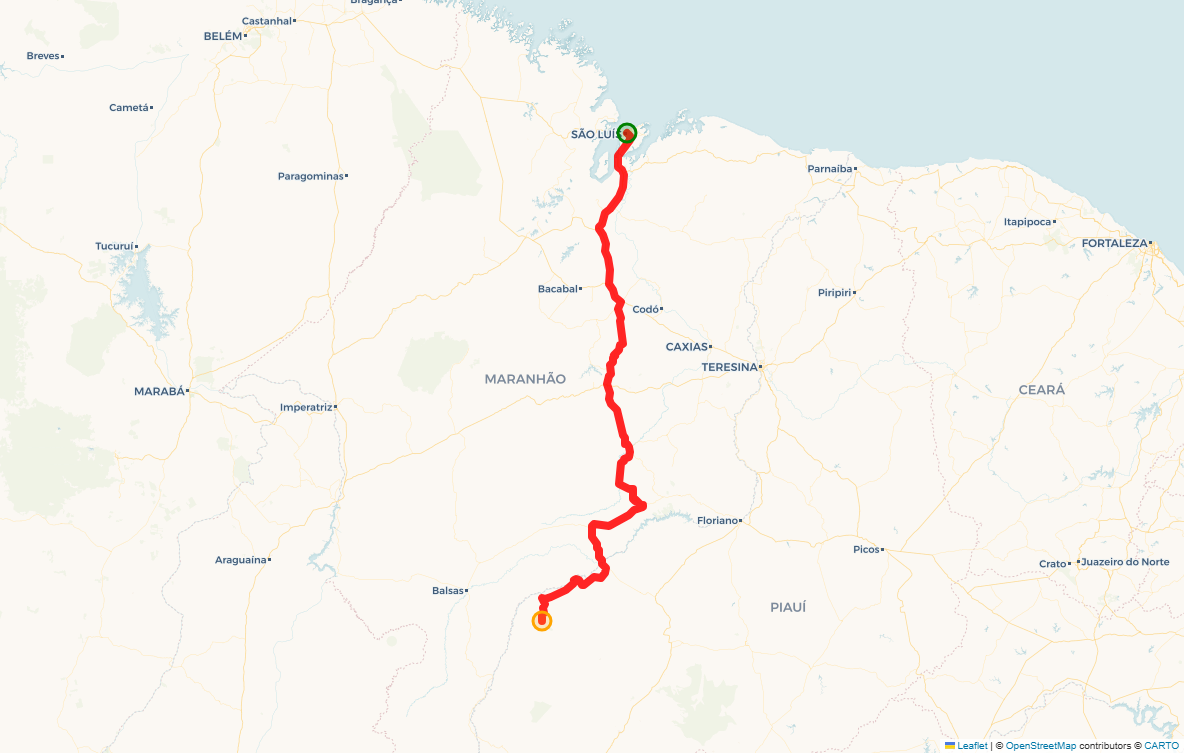 Bragança
Castanhal
BELÉM
Breves
Cametá
SÃO LUÍS
Paragominas
Parnaíba
Itapipoca
Tucuruí
FORTALEZA
Bacabal
Piripiri
Codó
CAXIAS
TERESINA
MARANHÃO
MARABÁ
CEARÁ
Imperatriz
Floriano
Picos
Araguaína
Crato
Juazeiro do Norte
Balsas
PIAUÍ
Leaflet | © OpenStreetMap contributors © CARTO